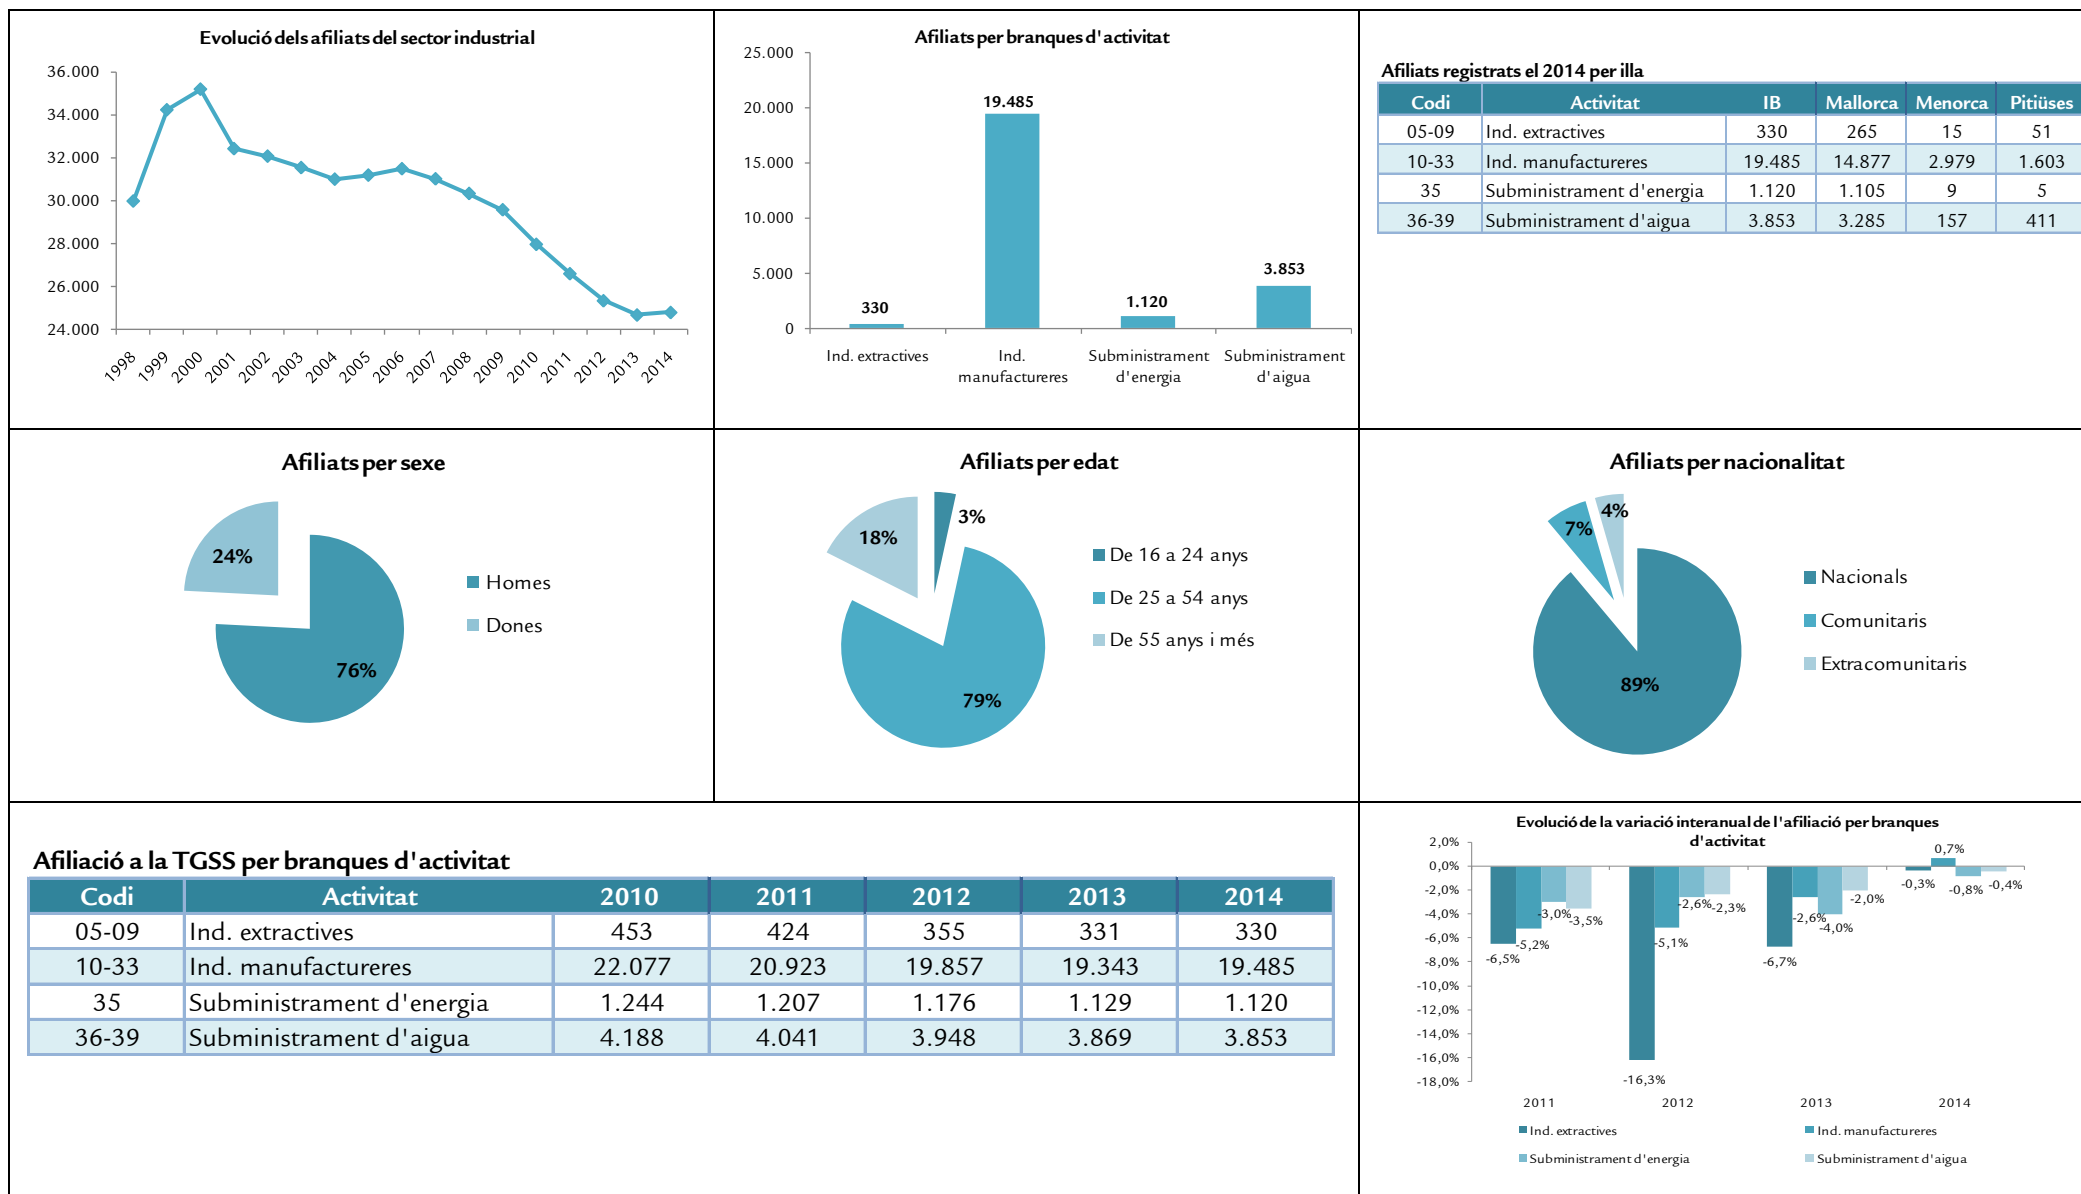 Evolució dels afiliats del sector industrial
36.000
34.000
32.000
30.000
28.000
26.000
24.000
1998 1999 2000 2001 2002 2003 2004 2005 2006 2007 2008 2009 2010 2011 2012 2013 2014
Afiliats per branques d'activitat
25.000
20.000
15.000
10.000
5.000
0
330
19.485
1.120
3.853
Ind. extractives
Ind. manufactureres
Subministrament d'energia
Subministrament d'aigua
Afiliats registrats el 2014 per illa
Codi Activitat IB Mallorca Menorca Pitiüses
05-09 Ind. extractives 330 265 15 51
10-33 Ind. manufactureres 19.485 14.877 2.979 1.603
35 Subministrament d'energia 1.120 1.105 9 5
36-39 Subministrament d'aigua 3.853 3.285 157 411
Afiliats per sexe
24%
76%
Homes
Dones
Afiliats per edat
18%
3%
79%
De 16 a 24 anys
De 25 a 54 anys
De 55 anys i més
Afiliats per nacionalitat
7%
4%
89%
Nacionals
Comunitaris
Extracomunitaris
Afiliació a la TGSS per branques d'activitat
Codi Activitat 2010 2011 2012 2013 2014
05-09 Ind. extractives 453 424 355 331 330
10-33 Ind. manufactureres 22.077 20.923 19.857 19.343 19.485
35 Subministrament d'energia 1.244 1.207 1.176 1.129 1.120
36-39 Subministrament d'aigua 4.188 4.041 3.948 3.869 3.853
Evolució de la variació interanual de l'afiliació per branques
d'activitat
2,0%
0,0%
-2,0%
-4,0%
-6,0%
-8,0%
-10,0%
-12,0%
-14,0%
-16,0%
-18,0%
-6,5% -5,2% -3,0% -3,5%
-16,3% -5,1% -2,6% -2,3%
-6,7% -2,6% -4,0% -2,0%
-0,3% 0,7% -0,8% -0,4%
2011 2012 2013 2014
Ind. extractives Ind. manufactureres
Subministrament d'energia Subministrament d'aigua